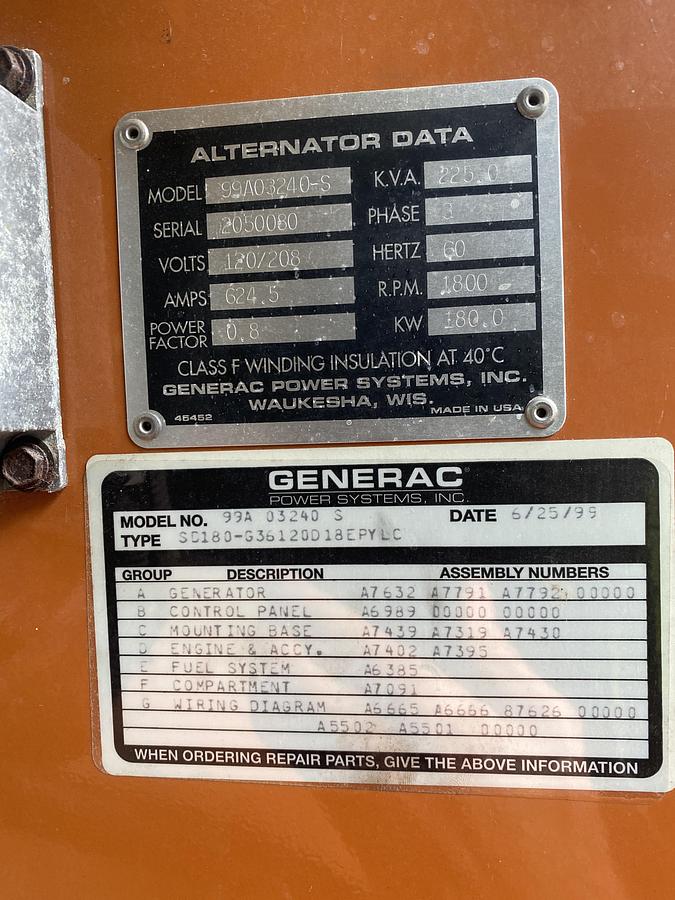 ALTERNATOR DATA
MODEL 99A03240-S K.V.A. 225.0
SERIAL 2050080 PHASE 3
VOLTS 120/208 HERTZ 60
AMPS 624.5 R.P.M. 1800
POWER FACTOR 0.8 KW 180.0
CLASS F WINDING INSULATION AT 40°C
GENERAC POWER SYSTEMS, INC.
WAUKESHA, WIS.
45452 MADE IN USA
GENERAC
POWER SYSTEMS, INC.
MODEL NO. 99A 03240 S DATE 6/25/99
TYPE SD180-G36120D18EPYLC
GROUP DESCRIPTION ASSEMBLY NUMBERS
A GENERATOR A7632 A7791 A7792 00000
B CONTROL PANEL A6989 00000 00000
C MOUNTING BASE A7439 A7319 A7430
D ENGINE & ACCY. A7402 A7395
E FUEL SYSTEM A6385
F COMPARTMENT A7091
G WIRING DIAGRAM A6665 A6666 87626 00000
A5502 A5501 00000
WHEN ORDERING REPAIR PARTS, GIVE THE ABOVE INFORMATION